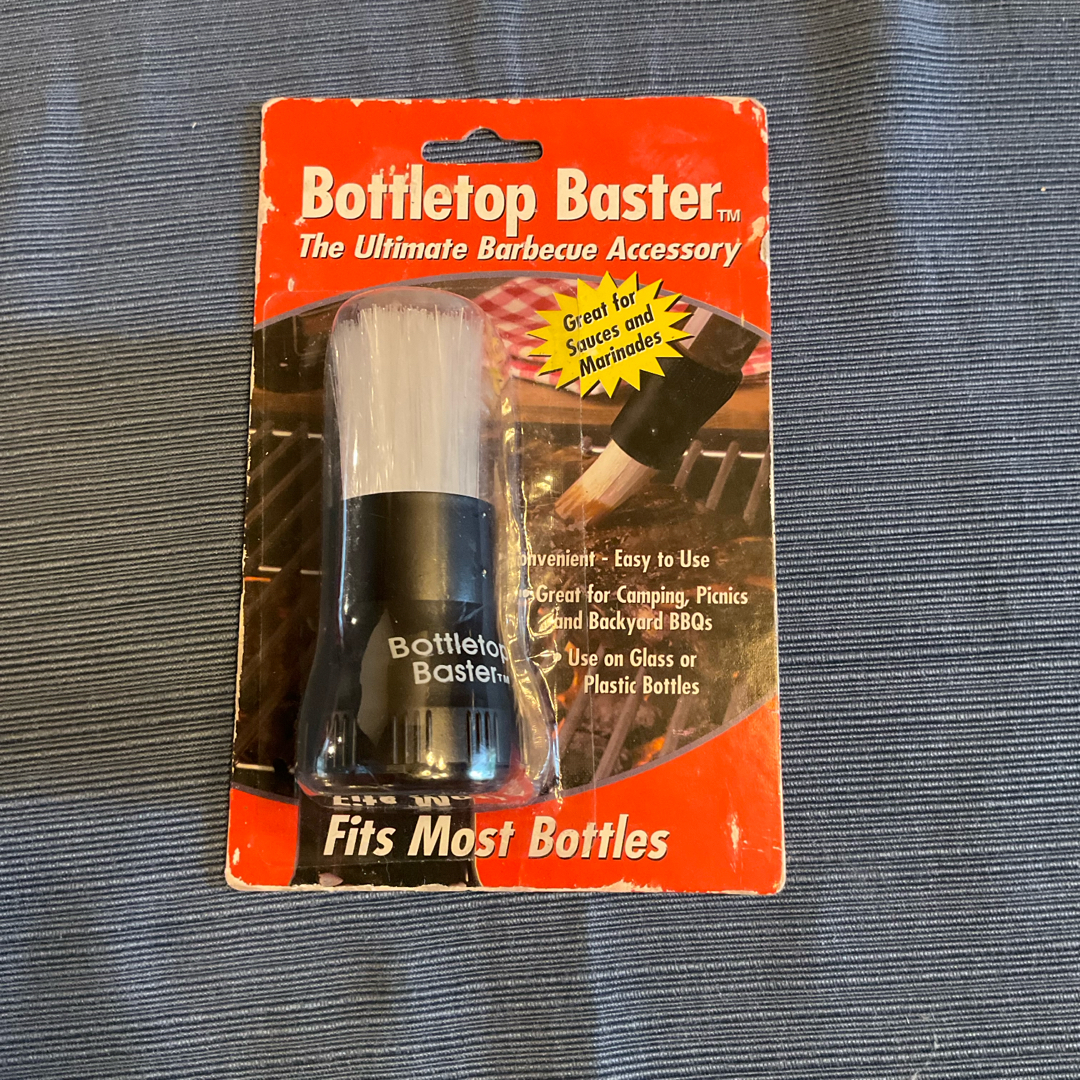 Bottletop Baster™
The Ultimate Barbecue Accessory
Great for
Sauces and
Marinades
onvenient - Easy to Use
• Great for Camping, Picnics
and Backyard BBQs
• Use on Glass or
Plastic Bottles
Bottletop
Baster™
Fits Most Bottles